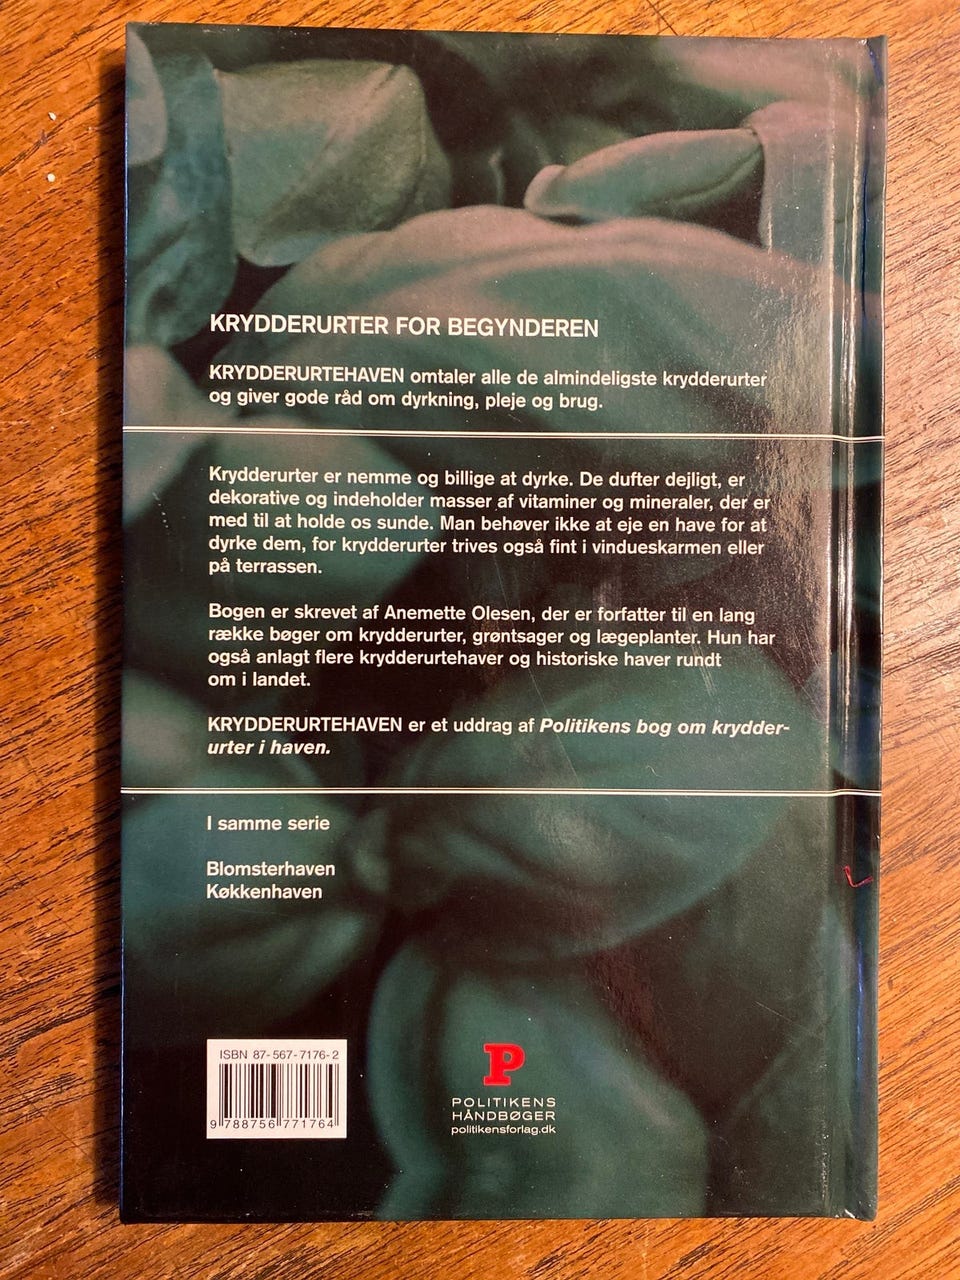 KRYDDERURTER FOR BEGYNDEREN
KRYDDERURTEHAVEN omtaler alle de almindeligste krydderurter
og giver gode råd om dyrkning, pleje og brug.
Krydderurter er nemme og billige at dyrke. De dufter dejligt, er
dekorative og indeholder masser af vitaminer og mineraler, der er
med til at holde os sunde. Man behøver ikke at eje en have for at
dyrke dem, for krydderurter trives også fint i vindueskarmen eller
på terrassen.
Bogen er skrevet af Anemette Olesen, der er forfatter til en lang
række bøger om krydderurter, grøntsager og lægeplanter. Hun har
også anlagt flere krydderurtehaver og historiske haver rundt
om i landet.
KRYDDERURTEHAVEN er et uddrag af Politikens bog om krydder-
urter i haven.
I samme serie
Blomsterhaven
Køkkenhaven
ISBN 87-567-7176-2
9 788756 771764
P
POLITIKENS
HÅNDBØGER
politikensforlag.dk